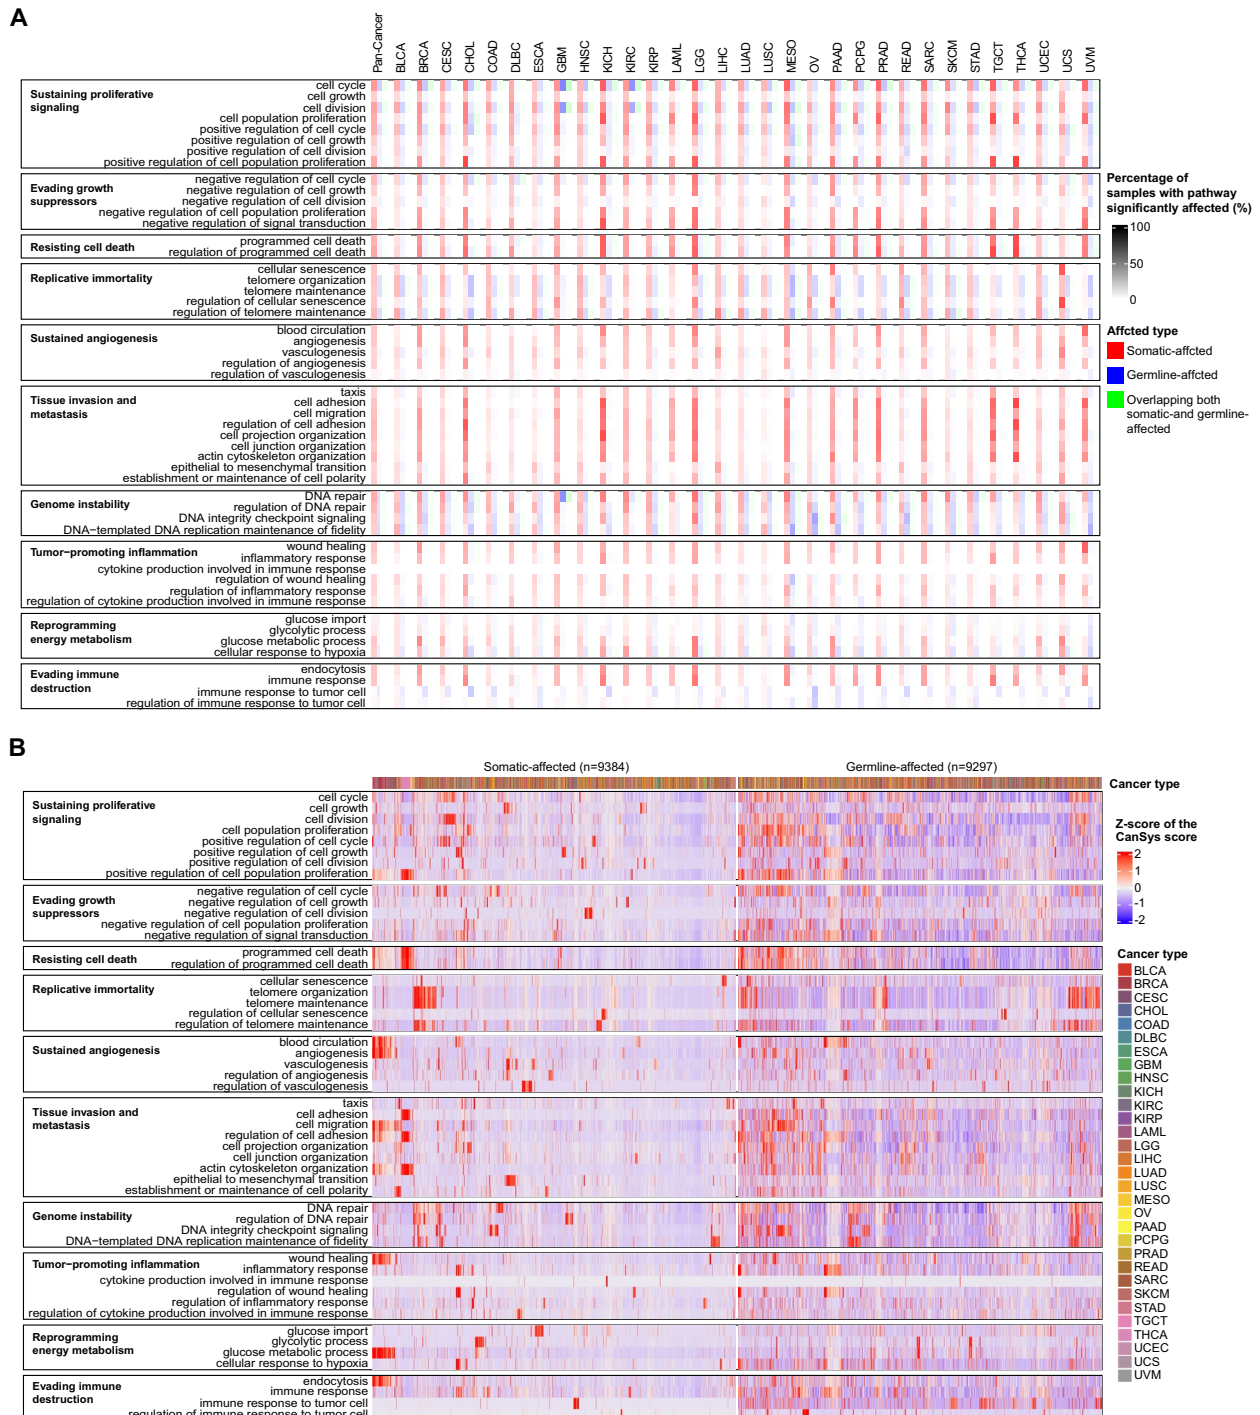 A
Pan-Cancer
BLCA
BRCA
CESC
CHOL
COAD
DLBC
ESCA
GBM
HNSC
KICH
KIRC
KIRP
LAML
LGG
LIHC
LUAD
LUSC
MESO
OV
PAAD
PCPG
PRAD
READ
SARC
SKCM
STAD
TGCT
THCA
UCEC
UCS
UVM
Sustaining proliferative
signaling
cell cycle
cell growth
cell division
cell population proliferation
positive regulation of cell cycle
positive regulation of cell growth
positive regulation of cell division
positive regulation of cell population proliferation
Evading growth
suppressors
negative regulation of cell cycle
negative regulation of cell growth
negative regulation of cell division
negative regulation of cell population proliferation
negative regulation of signal transduction
Resisting cell death
programmed cell death
regulation of programmed cell death
Replicative immortality
cellular senescence
telomere organization
telomere maintenance
regulation of cellular senescence
regulation of telomere maintenance
Sustained angiogenesis
blood circulation
angiogenesis
vasculogenesis
regulation of angiogenesis
regulation of vasculogenesis
Tissue invasion and
metastasis
taxis
cell adhesion
cell migration
regulation of cell adhesion
cell projection organization
cell junction organization
actin cytoskeleton organization
epithelial to mesenchymal transition
establishment or maintenance of cell polarity
Genome instability
DNA repair
regulation of DNA repair
DNA integrity checkpoint signaling
DNA−templated DNA replication maintenance of fidelity
Tumor−promoting inflammation
wound healing
inflammatory response
cytokine production involved in immune response
regulation of wound healing
regulation of inflammatory response
regulation of cytokine production involved in immune response
Reprogramming
energy metabolism
glucose import
glycolytic process
glucose metabolic process
cellular response to hypoxia
Evading immune
destruction
endocytosis
immune response
immune response to tumor cell
regulation of immune response to tumor cell
Percentage of
samples with pathway
significantly affected (%)
100
50
0
Affcted type
Somatic-affcted
Germline-affcted
Overlapping both
somatic-and germline-
affected
B
Somatic-affected (n=9384)
Germline-affected (n=9297)
Cancer type
Sustaining proliferative
signaling
cell cycle
cell growth
cell division
cell population proliferation
positive regulation of cell cycle
positive regulation of cell growth
positive regulation of cell division
positive regulation of cell population proliferation
Evading growth
suppressors
negative regulation of cell cycle
negative regulation of cell growth
negative regulation of cell division
negative regulation of cell population proliferation
negative regulation of signal transduction
Resisting cell death
programmed cell death
regulation of programmed cell death
Replicative immortality
cellular senescence
telomere organization
telomere maintenance
regulation of cellular senescence
regulation of telomere maintenance
Sustained angiogenesis
blood circulation
angiogenesis
vasculogenesis
regulation of angiogenesis
regulation of vasculogenesis
Tissue invasion and
metastasis
taxis
cell adhesion
cell migration
regulation of cell adhesion
cell projection organization
cell junction organization
actin cytoskeleton organization
epithelial to mesenchymal transition
establishment or maintenance of cell polarity
Genome instability
DNA repair
regulation of DNA repair
DNA integrity checkpoint signaling
DNA−templated DNA replication maintenance of fidelity
Tumor−promoting inflammation
wound healing
inflammatory response
cytokine production involved in immune response
regulation of wound healing
regulation of inflammatory response
regulation of cytokine production involved in immune response
Reprogramming
energy metabolism
glucose import
glycolytic process
glucose metabolic process
cellular response to hypoxia
Evading immune
destruction
endocytosis
immune response
immune response to tumor cell
regulation of immune response to tumor cell
Z-score of the
CanSys score
2
1
0
-1
-2
Cancer type
BLCA
BRCA
CESC
CHOL
COAD
DLBC
ESCA
GBM
HNSC
KICH
KIRC
KIRP
LAML
LGG
LIHC
LUAD
LUSC
MESO
OV
PAAD
PCPG
PRAD
READ
SARC
SKCM
STAD
TGCT
THCA
UCEC
UCS
UVM